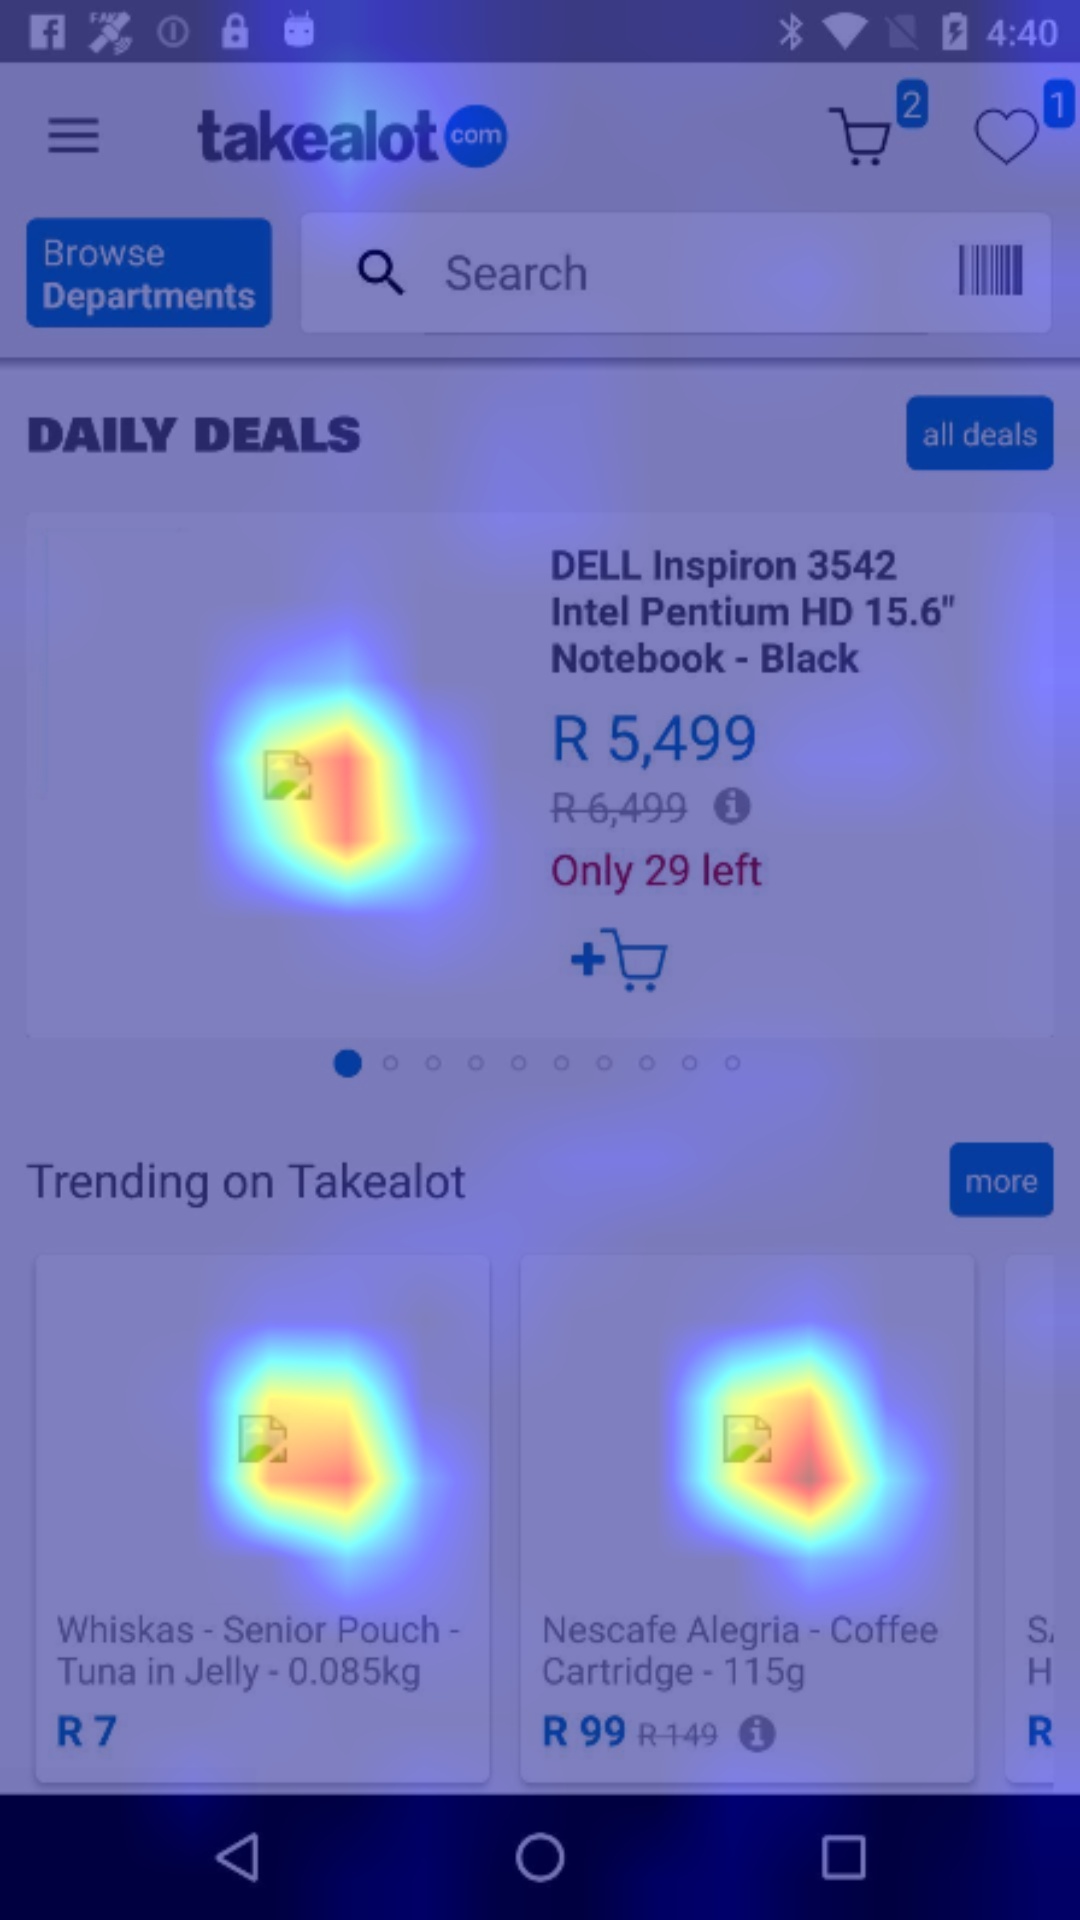 4:40
takealot com
2
1
Browse
Departments
Search
DAILY DEALS
all deals
DELL Inspiron 3542
Intel Pentium HD 15.6"
Notebook - Black
R 5,499
R 6,499
Only 29 left
Trending on Takealot
more
Whiskas - Senior Pouch -
Tuna in Jelly - 0.085kg
R 7
Nescafe Alegria - Coffee
Cartridge - 115g
R 99 R 149
H
R